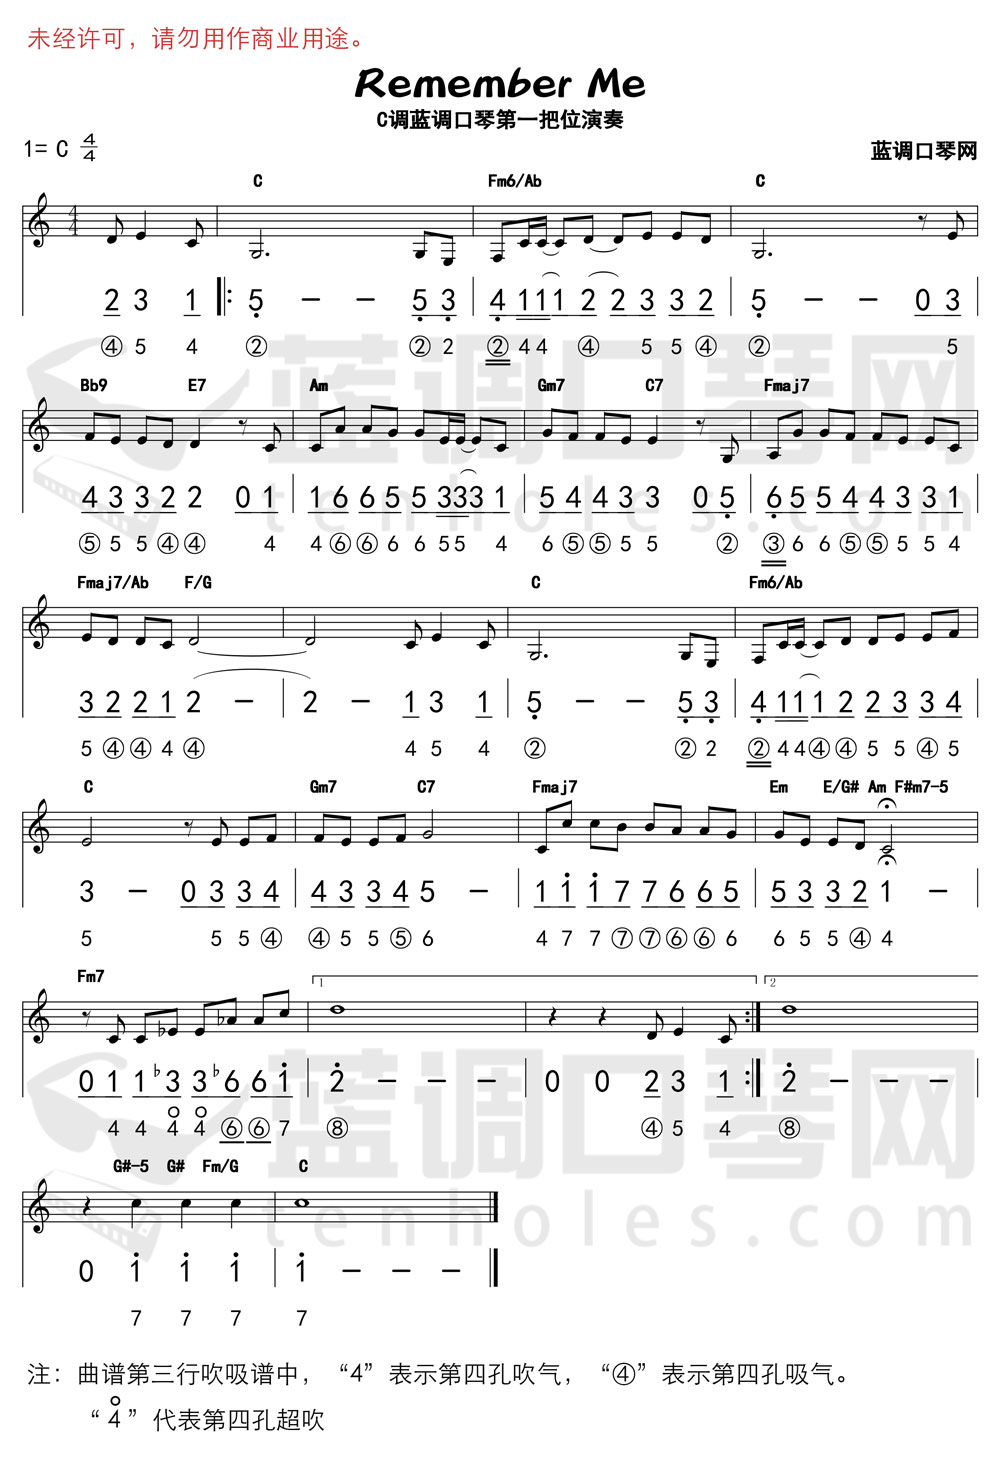 未经许可，请勿用作商业用途。
Remember Me
C调蓝调口琴第一把位演奏
1= C 4/4
蓝调口琴网
C Fm6/Ab C
2 3 1 5 – – 5 3 4 1 1 1 2 2 3 3 2 5 – – 0 3
④ 5 4 ② ② 2 ② 4 4 ④ 5 5 ④ ② 5
Bb9 E7 Am Gm7 C7 Fmaj7
4 3 3 2 2 0 1 1 6 6 5 5 3 3 3 1 5 4 4 3 3 0 5 6 5 5 4 4 3 3 1
⑤ 5 5 ④ ④ 4 4 ⑥ ⑥ 6 6 5 5 4 6 ⑤ ⑤ 5 5 ② ③ 6 6 ⑤ ⑤ 5 5 4
Fmaj7/Ab F/G C Fm6/Ab
3 2 2 1 2 – 2 – 1 3 1 5 – – 5 3 4 1 1 1 2 2 3 3 4
5 ④ ④ 4 ④ 4 5 4 ② ② 2 ② 4 4 ④ ④ 5 5 ④ 5
C Gm7 C7 Fmaj7 Em E/G# Am F#m7-5
3 – 0 3 3 4 4 3 3 4 5 – 1 1 1 7 7 6 6 5 5 3 3 2 1 –
5 5 5 ④ ④ 5 5 ⑤ 6 4 7 7 ⑦ ⑦ ⑥ ⑥ 6 6 5 5 ④ 4
Fm7
1 2
0 1 1 ♭3 3 ♭6 6 1 2 – – – 0 0 2 3 1 2 – – –
4 4 4 4 ⑥ ⑥ 7 ⑧ ④ 5 4 ⑧
G#-5 G# Fm/G C
0 1 1 1 1 – – –
7 7 7 7
注：曲谱第三行吹吸谱中，“4”表示第四孔吹气，“④”表示第四孔吸气。
“4”代表第四孔超吹
蓝调口琴网
tenholes.com
蓝调口琴网
tenholes.com